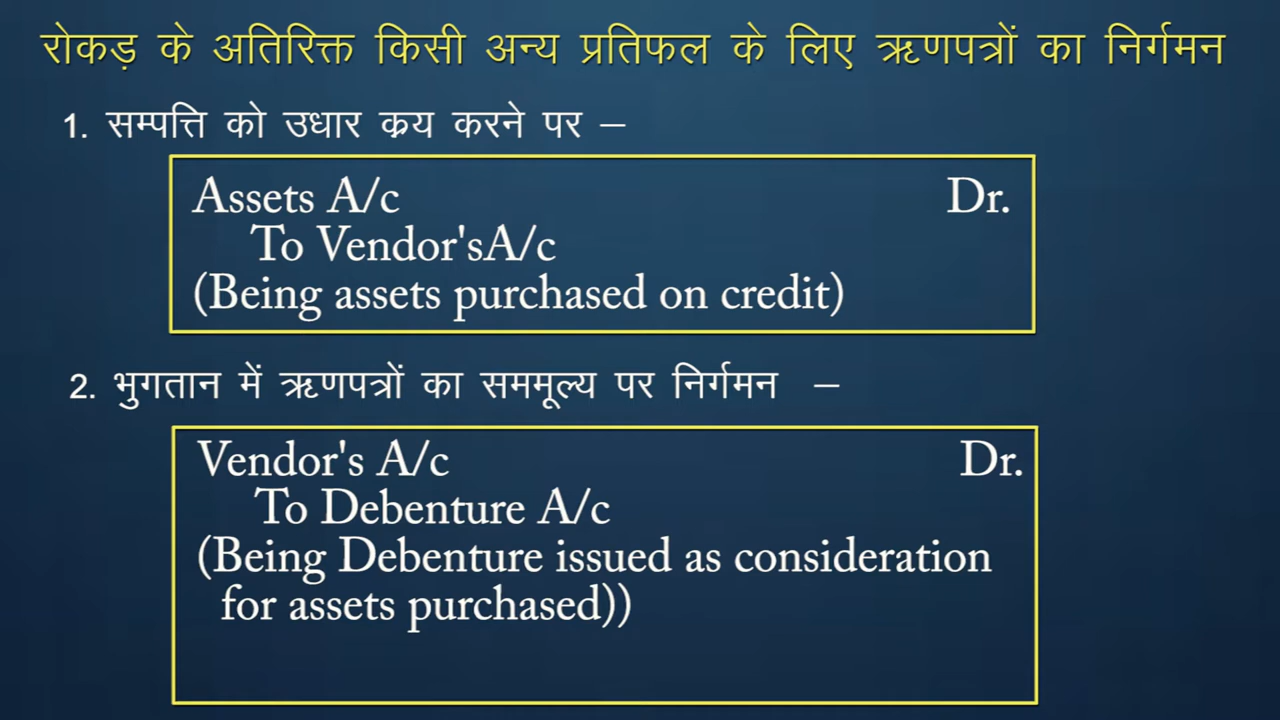 रोकड़ के अतिरिक्त किसी अन्य प्रतिफल के लिए ऋणपत्रों का निर्गमन
1. सम्पत्ति को उधार क्रय करने पर –
Assets A/c Dr.
To Vendor'sA/c
(Being assets purchased on credit)
2. भुगतान में ऋणपत्रों का सममूल्य पर निर्गमन –
Vendor's A/c Dr.
To Debenture A/c
(Being Debenture issued as consideration
for assets purchased))